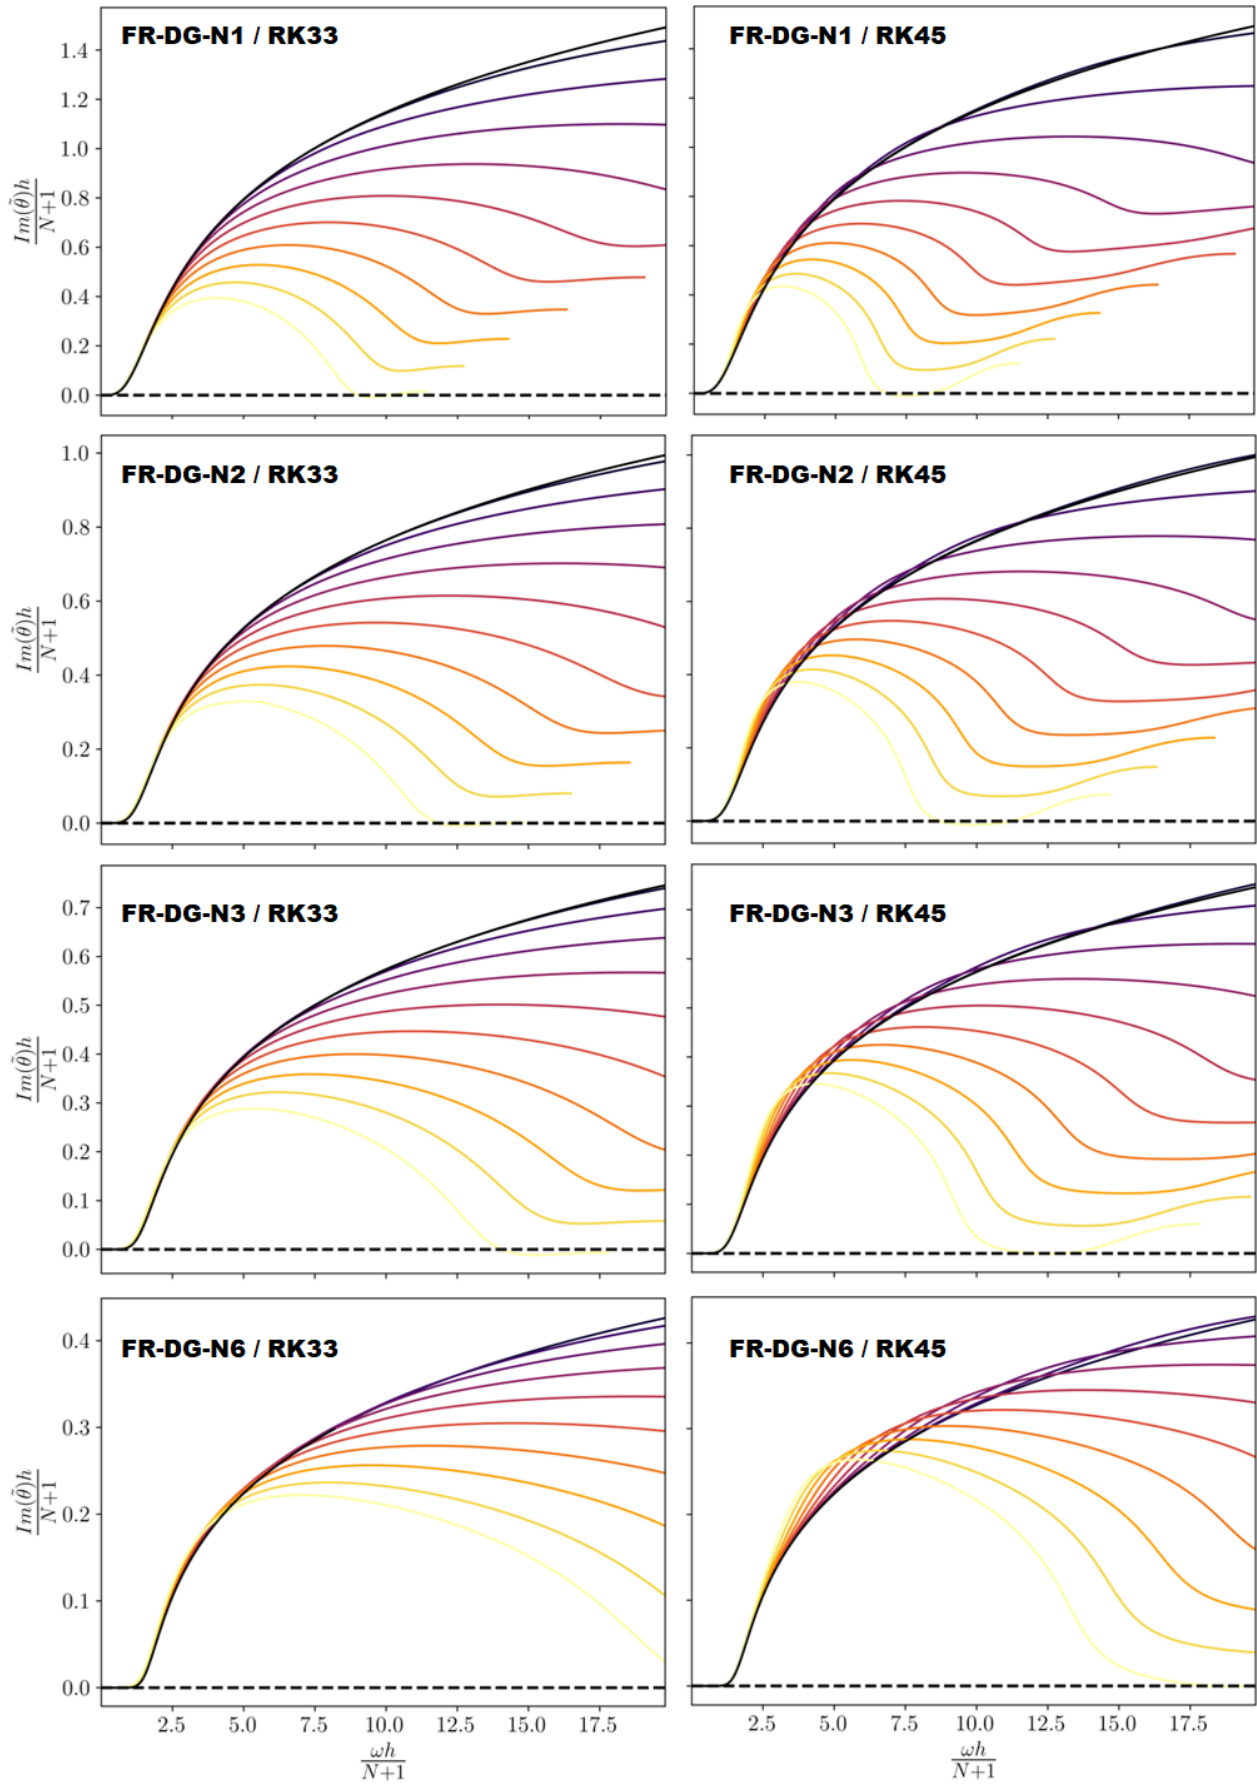 FR-DG-N1 / RK33
1.4
1.2
1.0
0.8
0.6
0.4
0.2
0.0
Im(θ̃)h
N+1
FR-DG-N1 / RK45
FR-DG-N2 / RK33
1.0
0.8
0.6
0.4
0.2
0.0
Im(θ̃)h
N+1
FR-DG-N2 / RK45
FR-DG-N3 / RK33
0.7
0.6
0.5
0.4
0.3
0.2
0.1
0.0
Im(θ̃)h
N+1
FR-DG-N3 / RK45
FR-DG-N6 / RK33
0.4
0.3
0.2
0.1
0.0
Im(θ̃)h
N+1
2.5 5.0 7.5 10.0 12.5 15.0 17.5
ωh
N+1
FR-DG-N6 / RK45
2.5 5.0 7.5 10.0 12.5 15.0 17.5
ωh
N+1